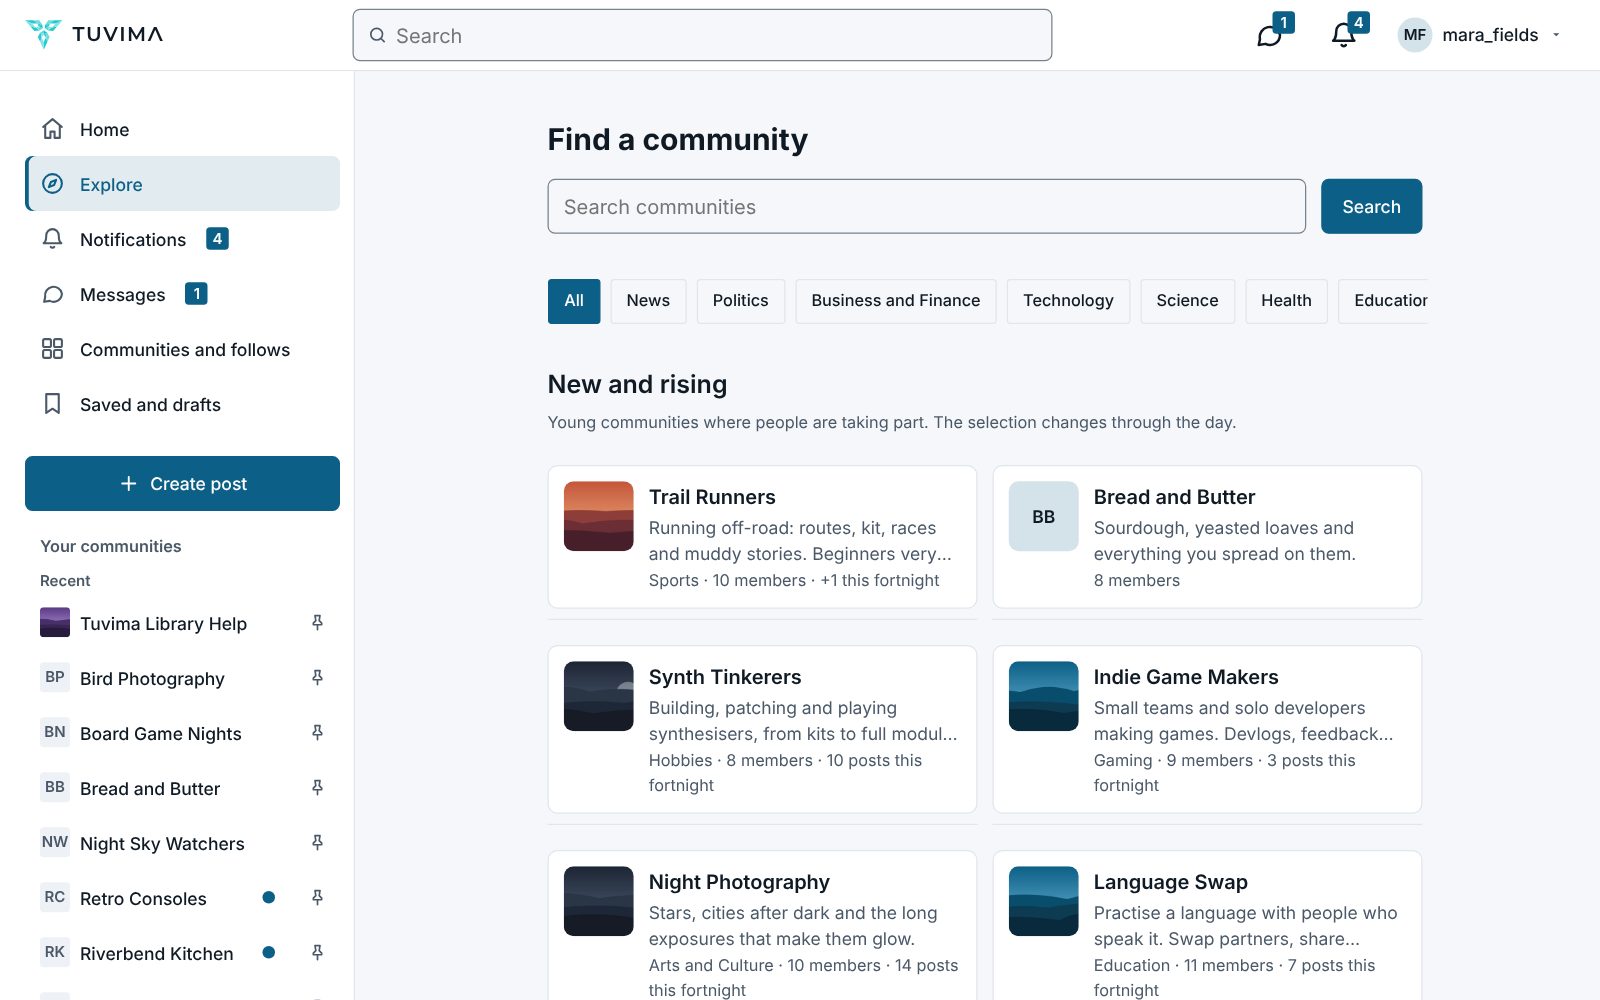 TUVIMA
Search
1
4
MF
mara_fields
Home
Explore
Notifications 4
Messages 1
Communities and follows
Saved and drafts
Create post
Your communities
Recent
Tuvima Library Help
BP Bird Photography
BN Board Game Nights
BB Bread and Butter
NW Night Sky Watchers
RC Retro Consoles
RK Riverbend Kitchen
Find a community
Search communities
Search
All News Politics Business and Finance Technology Science Health Education
New and rising
Young communities where people are taking part. The selection changes through the day.
Trail Runners
Running off-road: routes, kit, races
and muddy stories. Beginners very...
Sports · 10 members · +1 this fortnight
BB
Bread and Butter
Sourdough, yeasted loaves and
everything you spread on them.
8 members
Synth Tinkerers
Building, patching and playing
synthesisers, from kits to full modul...
Hobbies · 8 members · 10 posts this
fortnight
Indie Game Makers
Small teams and solo developers
making games. Devlogs, feedback...
Gaming · 9 members · 3 posts this
fortnight
Night Photography
Stars, cities after dark and the long
exposures that make them glow.
Arts and Culture · 10 members · 14 posts
this fortnight
Language Swap
Practise a language with people who
speak it. Swap partners, share...
Education · 11 members · 7 posts this
fortnight